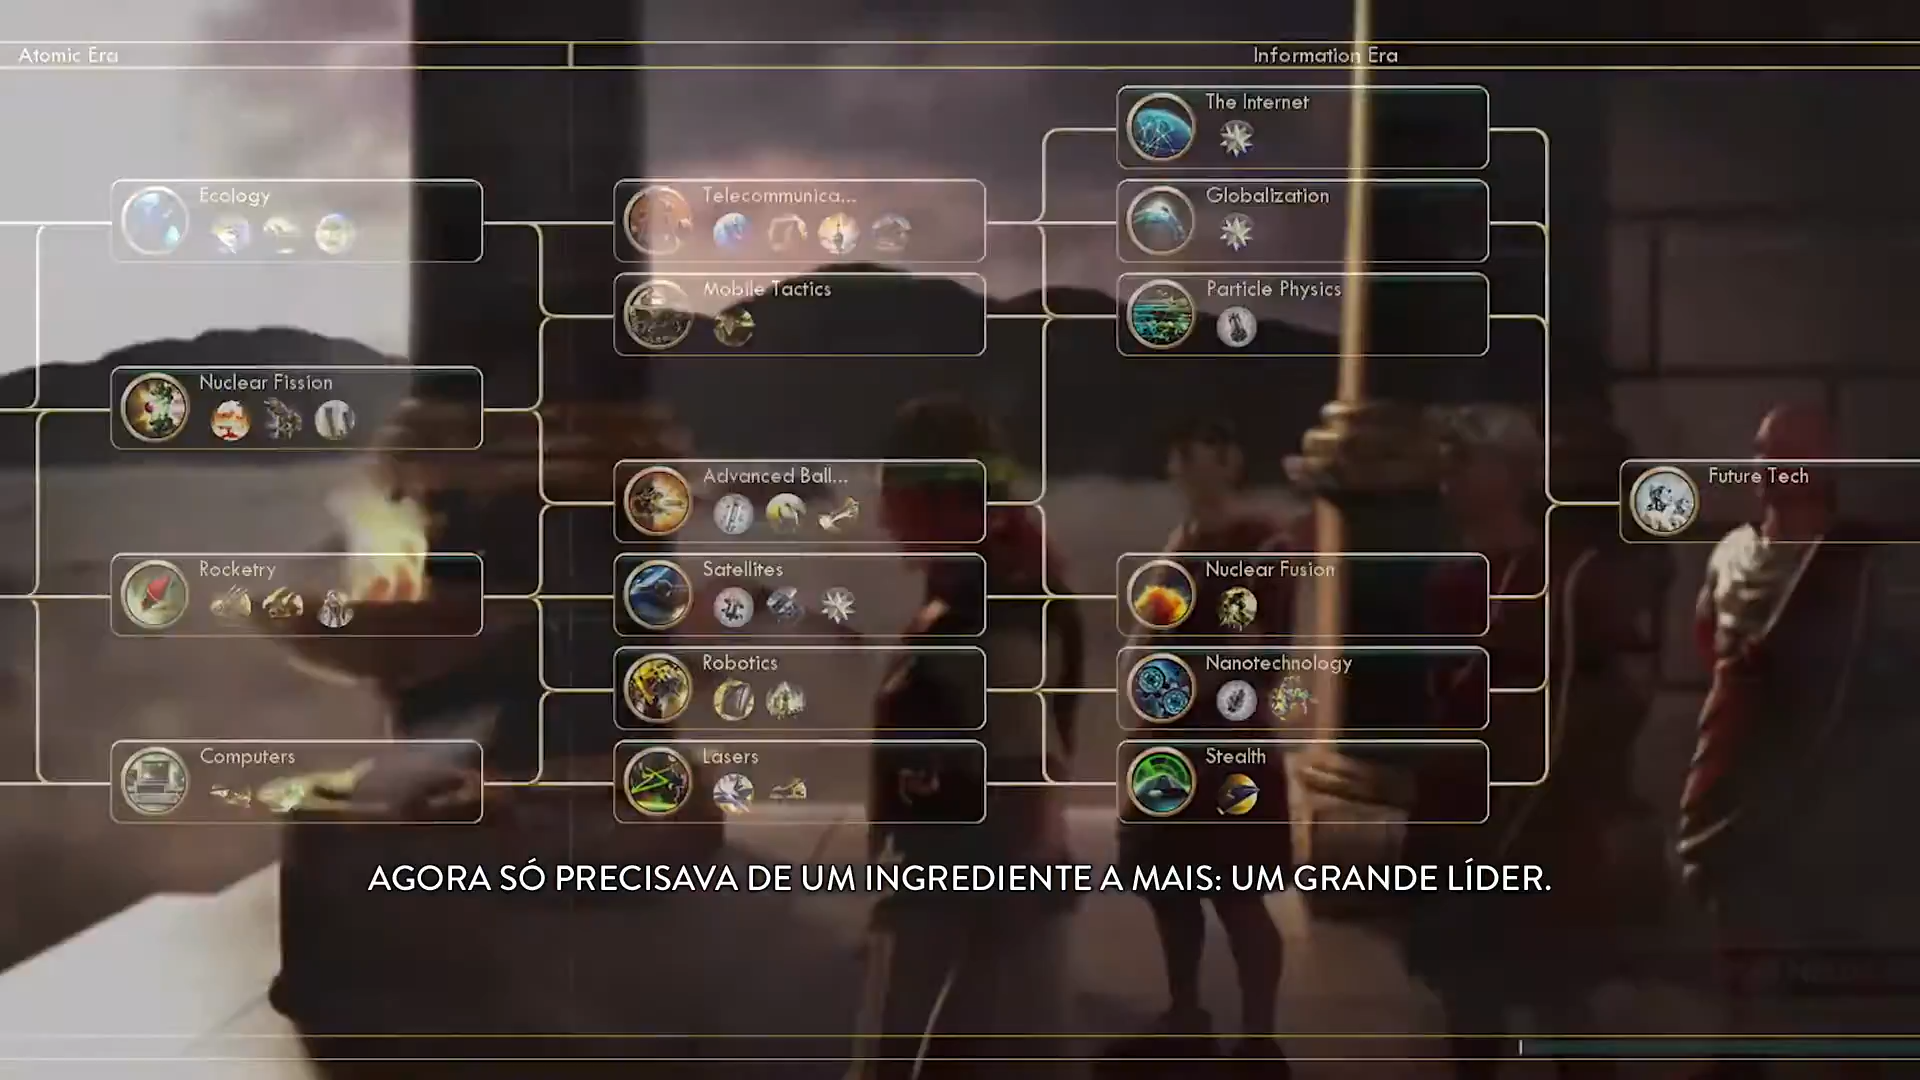 Atomic Era
Information Era
The Internet
Ecology
Telecommunica...
Globalization
Mobile Tactics
Particle Physics
Nuclear Fission
Advanced Ball...
Future Tech
Rocketry
Satellites
Nuclear Fusion
Robotics
Nanotechnology
Computers
Lasers
Stealth
AGORA SÓ PRECISAVA DE UM INGREDIENTE A MAIS: UM GRANDE LÍDER.